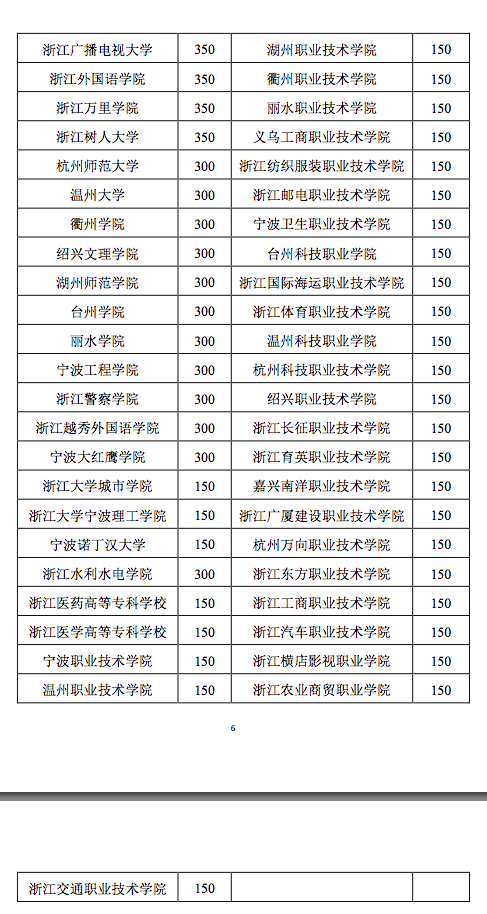 浙江广播电视大学 350 湖州职业技术学院 150
浙江外国语学院 350 衢州职业技术学院 150
浙江万里学院 350 丽水职业技术学院 150
浙江树人大学 350 义乌工商职业技术学院 150
杭州师范大学 300 浙江纺织服装职业技术学院 150
温州大学 300 浙江邮电职业技术学院 150
衢州学院 300 宁波卫生职业技术学院 150
绍兴文理学院 300 台州科技职业学院 150
湖州师范学院 300 浙江国际海运职业技术学院 150
台州学院 300 浙江体育职业技术学院 150
丽水学院 300 温州科技职业学院 150
宁波工程学院 300 杭州科技职业技术学院 150
浙江警察学院 300 绍兴职业技术学院 150
浙江越秀外国语学院 300 浙江长征职业技术学院 150
宁波大红鹰学院 300 浙江育英职业技术学院 150
浙江大学城市学院 150 嘉兴南洋职业技术学院 150
浙江大学宁波理工学院 150 浙江广厦建设职业技术学院 150
宁波诺丁汉大学 150 杭州万向职业技术学院 150
浙江水利水电学院 300 浙江东方职业技术学院 150
浙江医药高等专科学校 150 浙江工商职业技术学院 150
浙江医学高等专科学校 150 浙江汽车职业技术学院 150
宁波职业技术学院 150 浙江横店影视职业学院 150
温州职业技术学院 150 浙江农业商贸职业学院 150
6
浙江交通职业技术学院 150